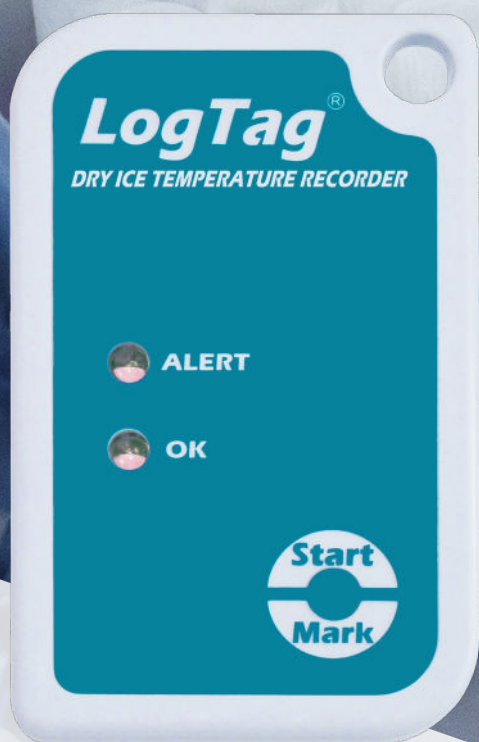 LogTag®
DRY ICE TEMPERATURE RECORDER
ALERT
OK
Start
Mark